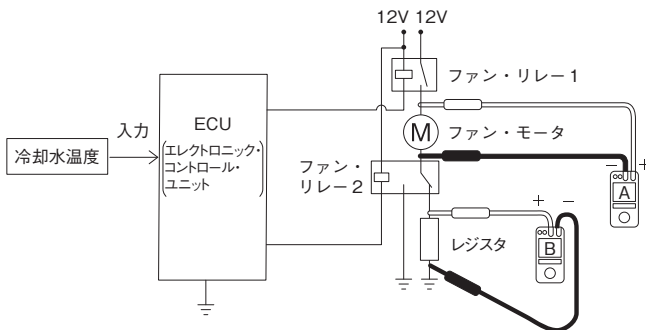 12V 12V
ファン・リレー1
ECU
(エレクトロニック・
コントロール・
ユニット)
入力
冷却水温度
M
ファン・モータ
ファン・
リレー2
− +
A
+ −
B
レジスタ